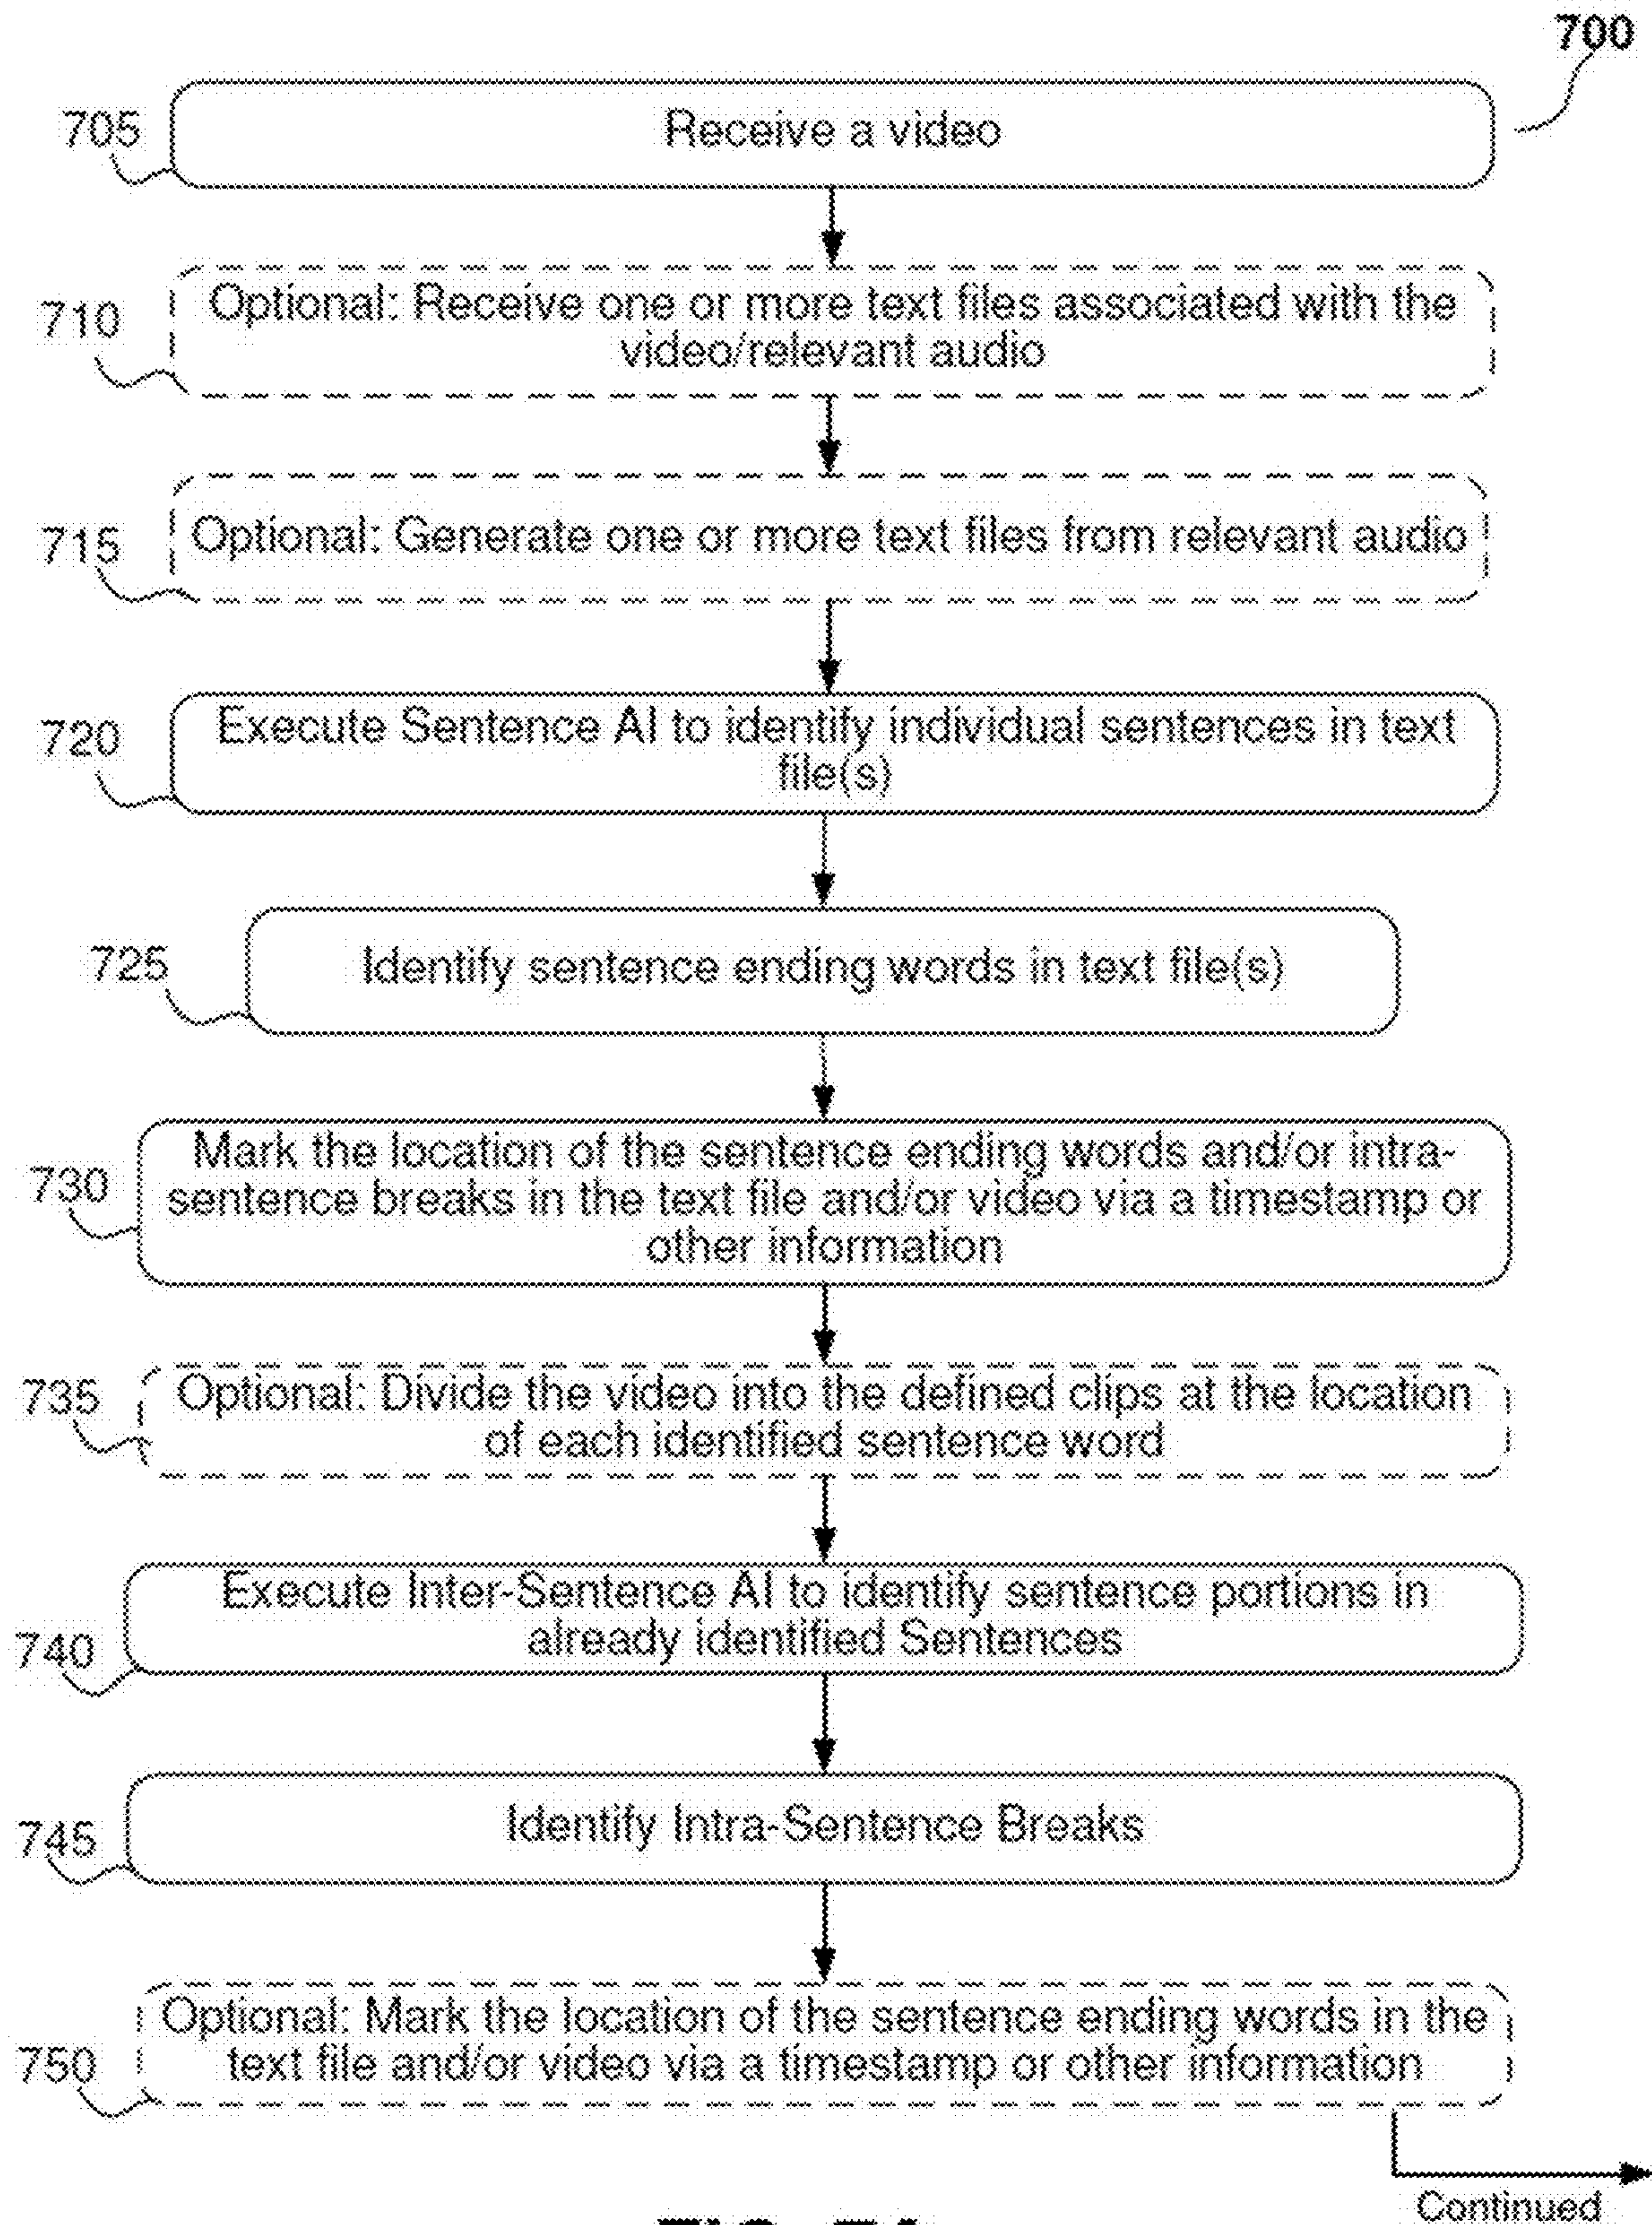 700
705
Receive a video
710
Optional: Receive one or more text files associated with the
video/relevant audio
715
Optional: Generate one or more text files from relevant audio
720
Execute Sentence AI to identify individual sentences in text
file(s)
725
Identify sentence ending words in text file(s)
730
Mark the location of the sentence ending words and/or intra-
sentence breaks in the text file and/or video via a timestamp or
other information
735
Optional: Divide the video into the defined clips at the location
of each identified sentence word
740
Execute Inter-Sentence AI to identify sentence portions in
already identified Sentences
745
Identify Intra-Sentence Breaks
750
Optional: Mark the location of the sentence ending words in the
text file and/or video via a timestamp or other information
Continued